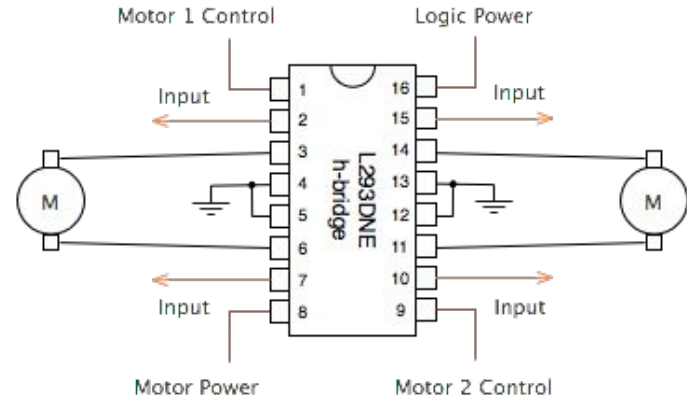 Motor 1 Control
Logic Power
Input
Input
1
16
2
15
3
14
4
13
5
12
6
11
7
10
8
9
L293DNE
h-bridge
M
M
Input
Input
Motor Power
Motor 2 Control